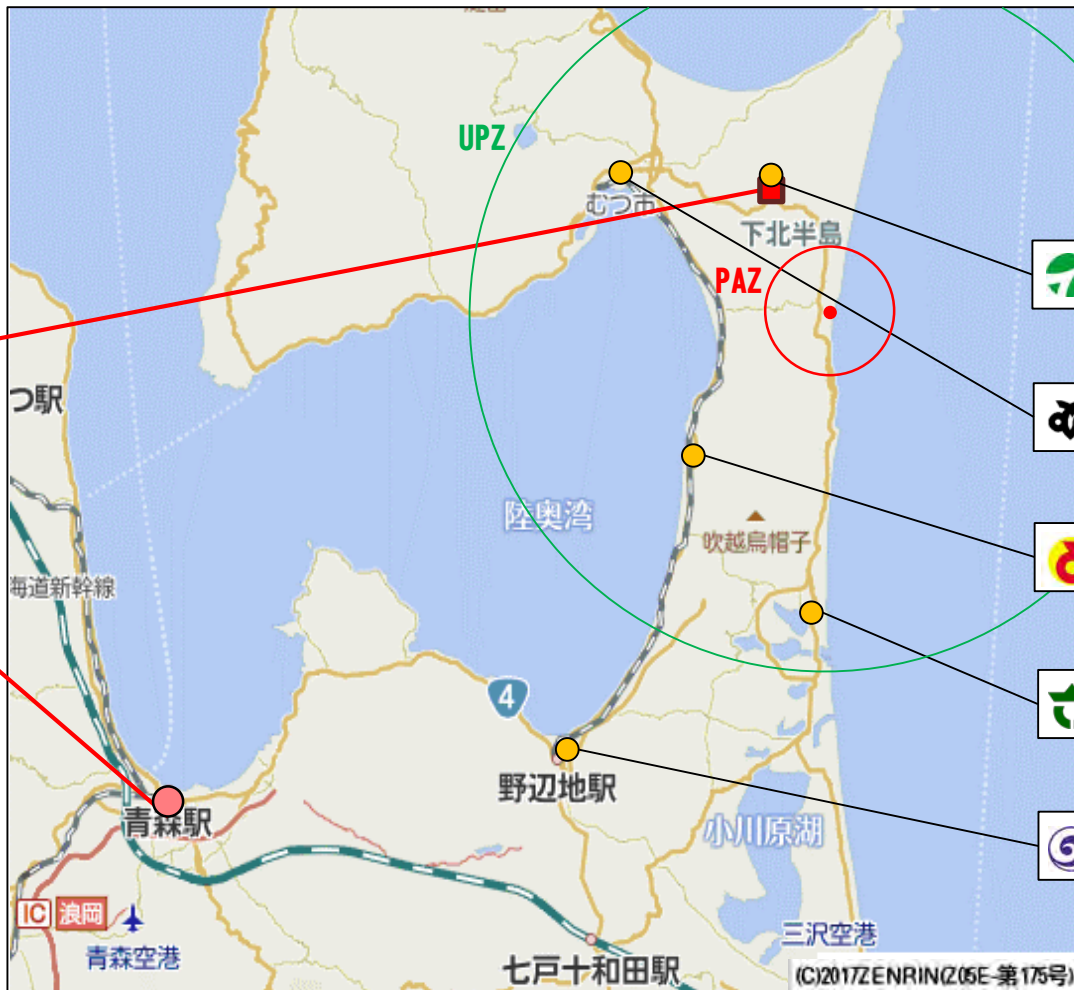 UPZ
むつ市
下北半島
PAZ
つ駅
陸奥湾
吹越烏帽子
海道新幹線
4
野辺地駅
青森駅
小川原湖
IC 浪岡
青森空港
三沢空港
七戸十和田駅
(C)2017ZENRIN(Z05E-第175号)